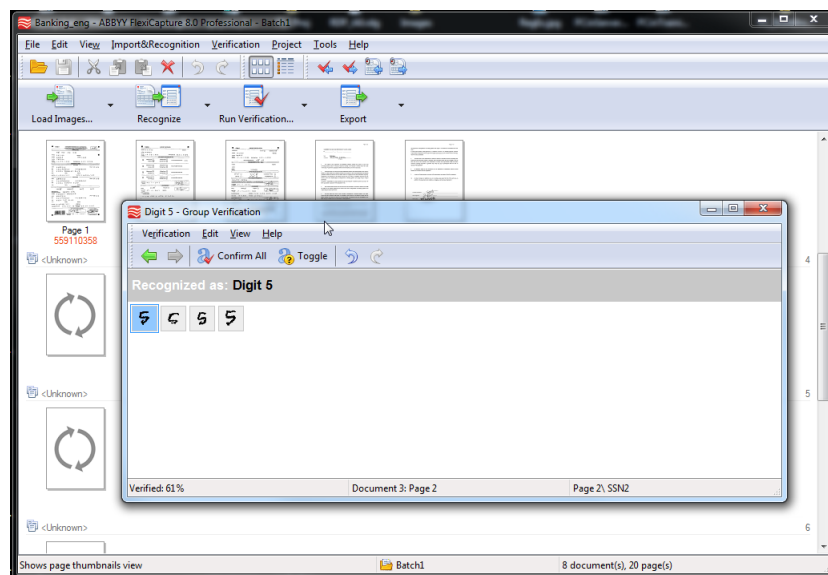 Banking_eng - ABBYY FlexiCapture 8.0 Professional - Batch1
File Edit View Import&Recognition Verification Project Tools Help
Load Images... Recognize Run Verification... Export
Page 1
559110358
<Unknown> 4
Digit 5 - Group Verification
Verification Edit View Help
Confirm All Toggle
Recognized as: Digit 5
5 5 5 5
<Unknown> 5
Verified: 61% Document 3: Page 2 Page 2\ SSN2
<Unknown> 6
Shows page thumbnails view Batch1 8 document(s), 20 page(s)